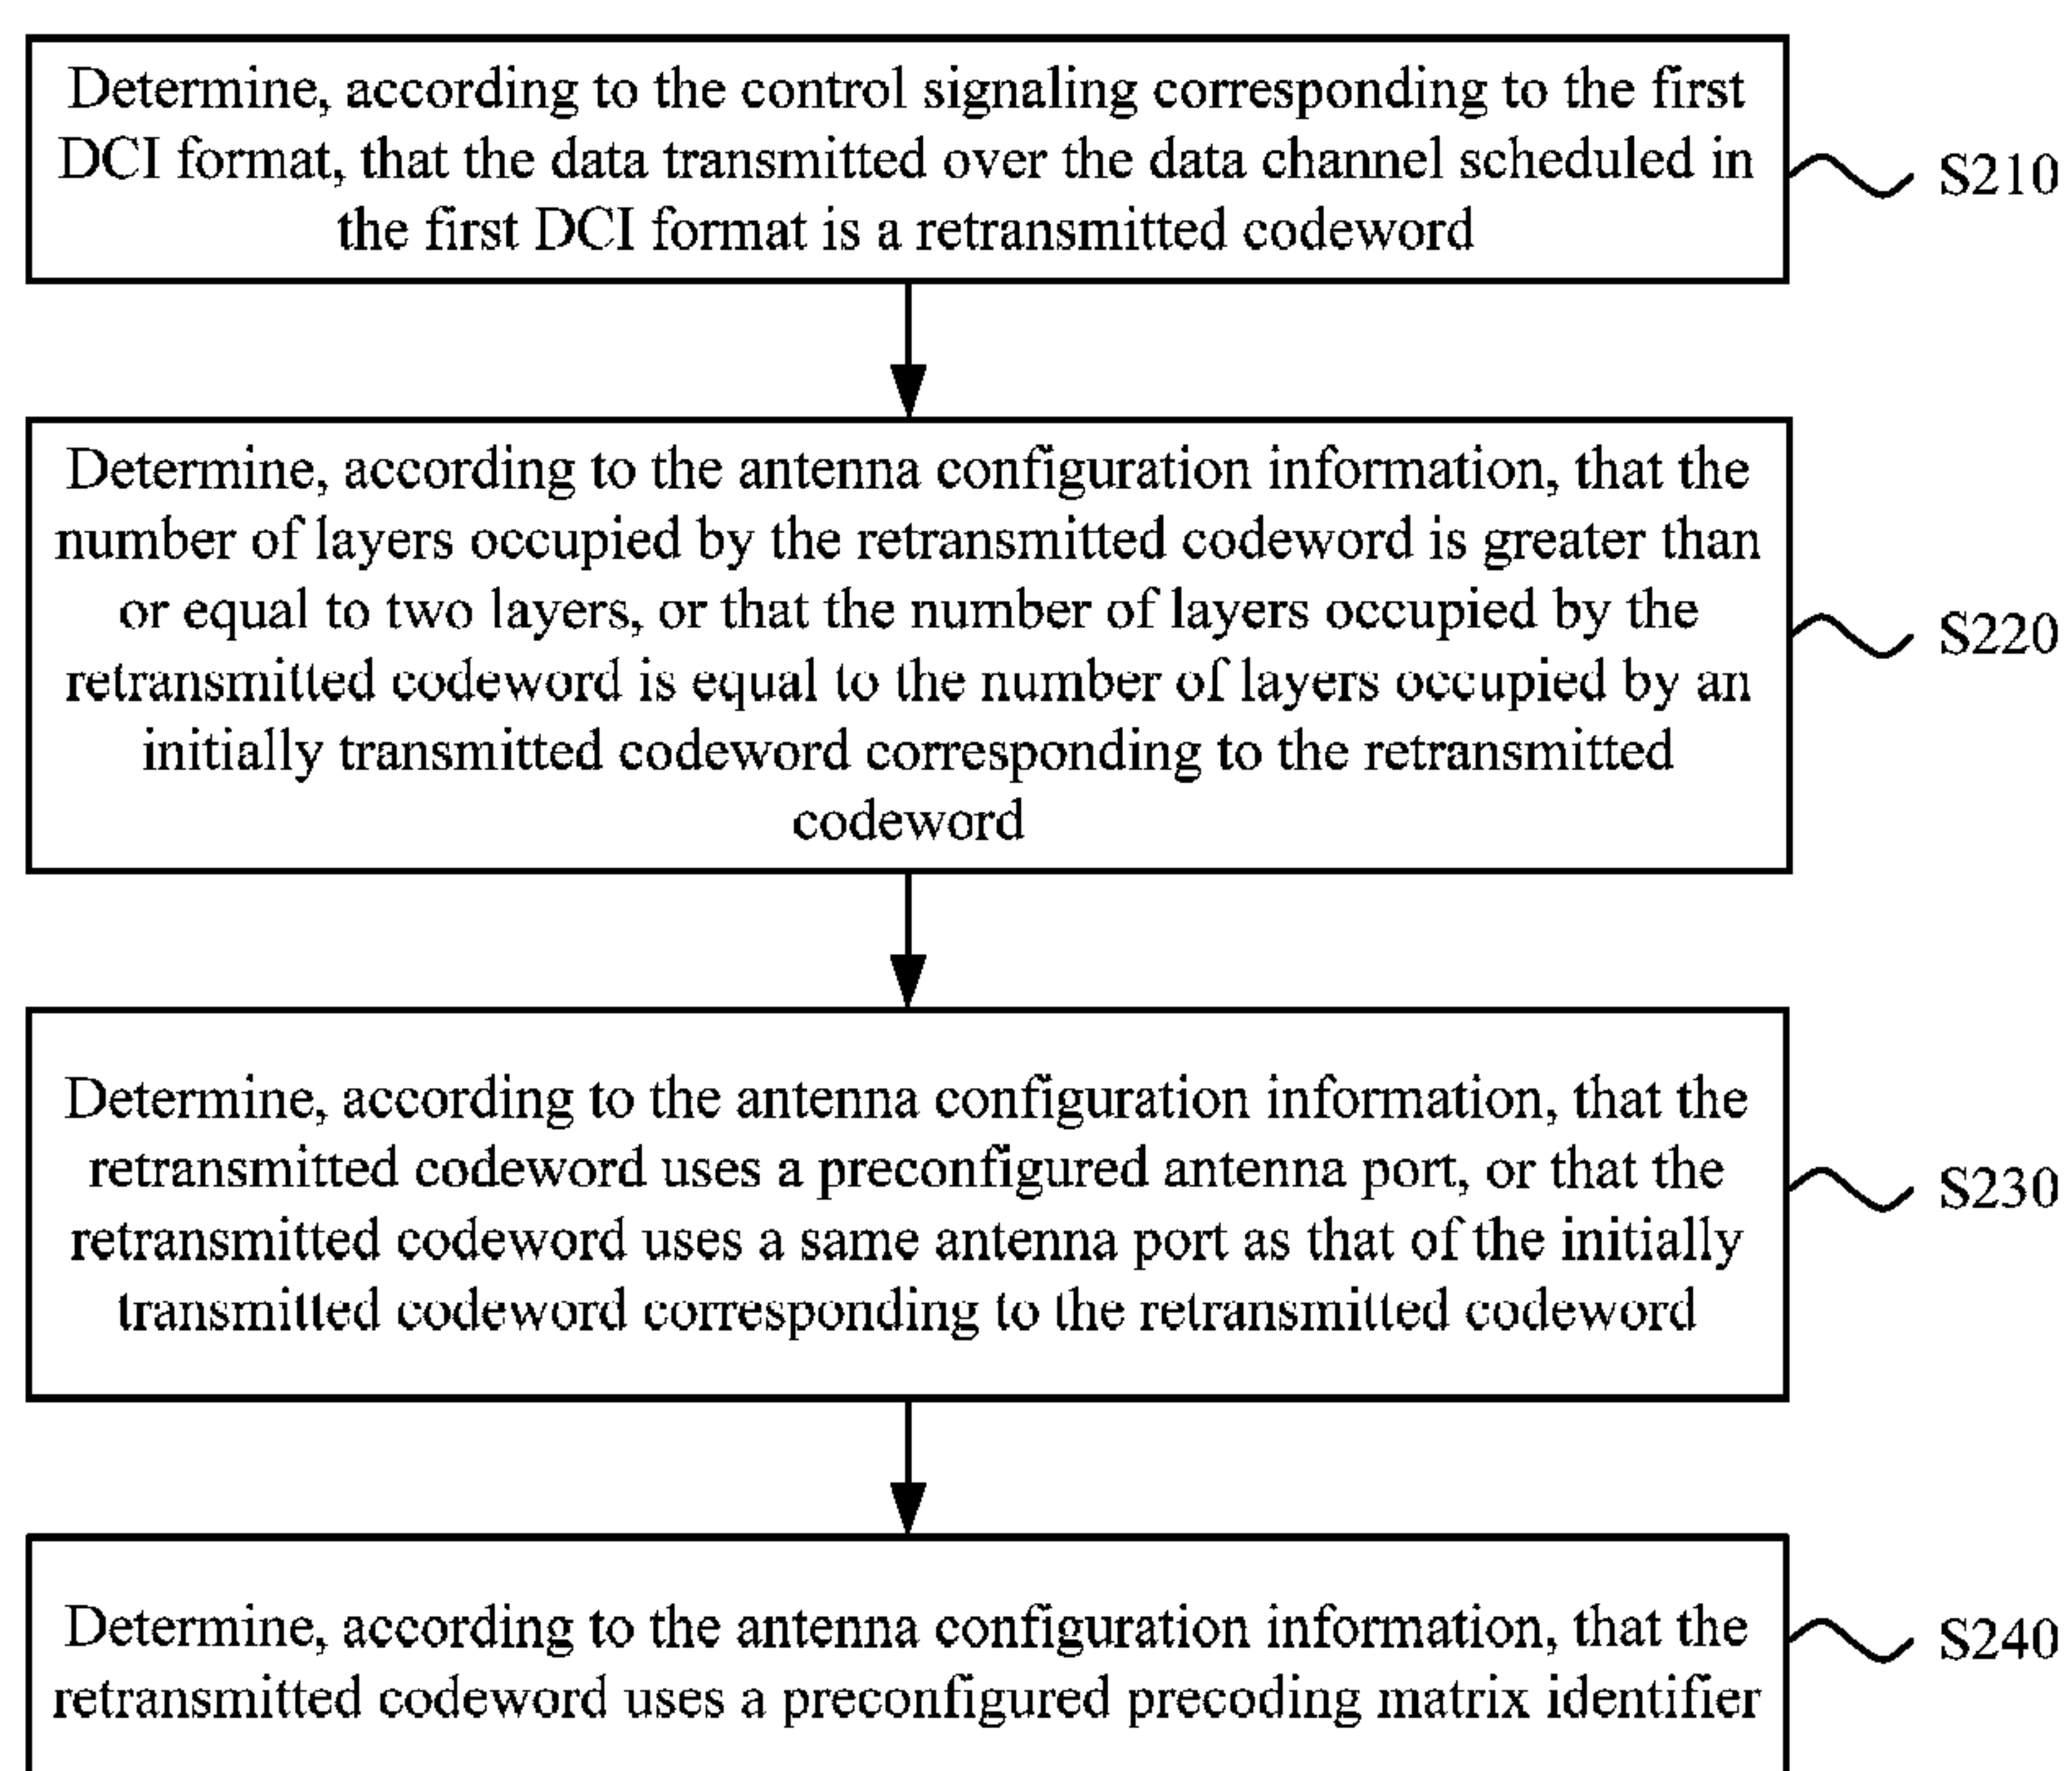 Determine, according to the control signaling corresponding to the first
DCI format, that the data transmitted over the data channel scheduled in
the first DCI format is a retransmitted codeword
S210
Determine, according to the antenna configuration information, that the
number of layers occupied by the retransmitted codeword is greater than
or equal to two layers, or that the number of layers occupied by the
retransmitted codeword is equal to the number of layers occupied by an
initially transmitted codeword corresponding to the retransmitted
codeword
S220
Determine, according to the antenna configuration information, that the
retransmitted codeword uses a preconfigured antenna port, or that the
retransmitted codeword uses a same antenna port as that of the initially
transmitted codeword corresponding to the retransmitted codeword
S230
Determine, according to the antenna configuration information, that the
retransmitted codeword uses a preconfigured precoding matrix identifier
S240